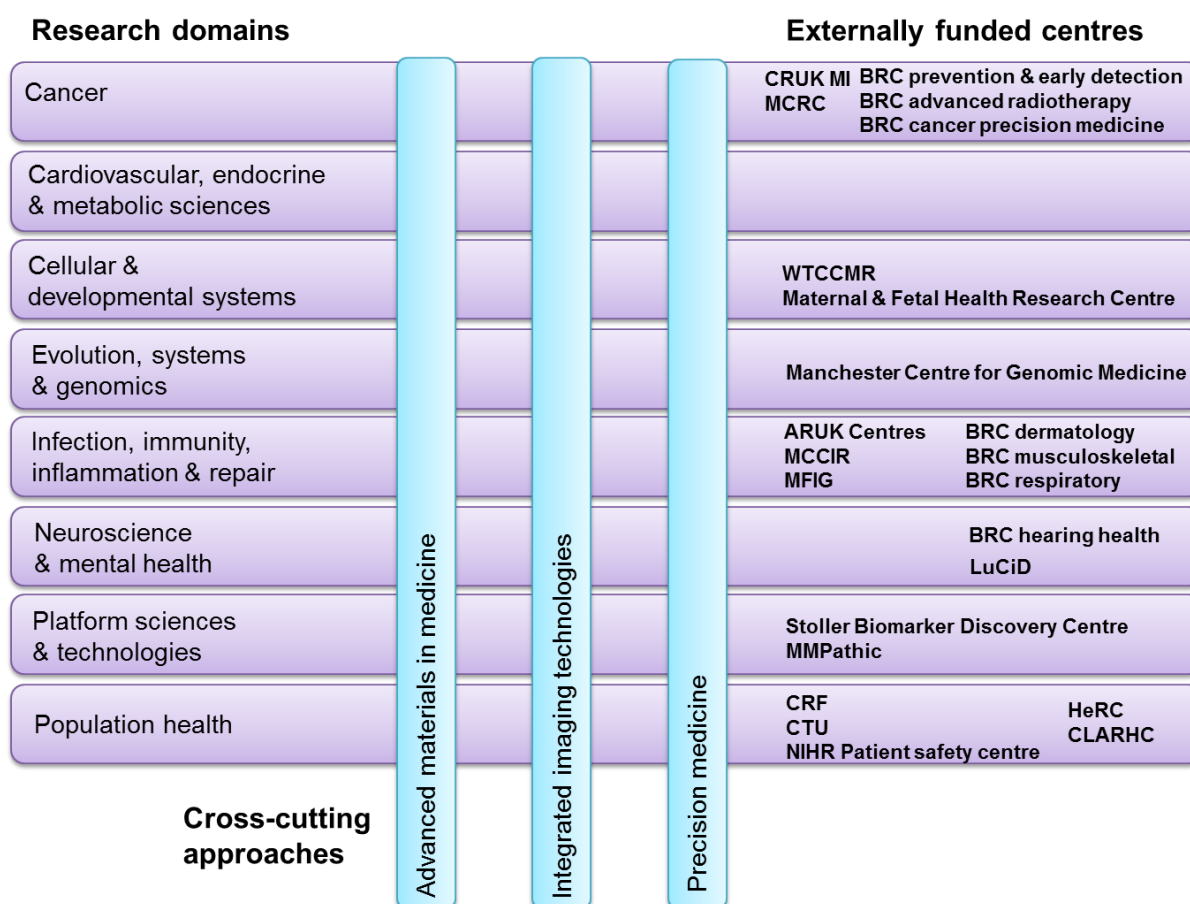 Research domains
Externally funded centres
Cancer
CRUK MI
MCRC
BRC prevention & early detection
BRC advanced radiotherapy
BRC cancer precision medicine
Cardiovascular, endocrine
& metabolic sciences
Cellular &
developmental systems
WTCCMR
Maternal & Fetal Health Research Centre
Evolution, systems
& genomics
Manchester Centre for Genomic Medicine
Infection, immunity,
inflammation & repair
ARUK Centres
MCCIR
MFIG
BRC dermatology
BRC musculoskeletal
BRC respiratory
Neuroscience
& mental health
BRC hearing health
LuCiD
Platform sciences
& technologies
Stoller Biomarker Discovery Centre
MMPathic
Population health
CRF
CTU
NIHR Patient safety centre
HeRC
CLARHC
Cross-cutting
approaches
Advanced materials in medicine
Integrated imaging technologies
Precision medicine